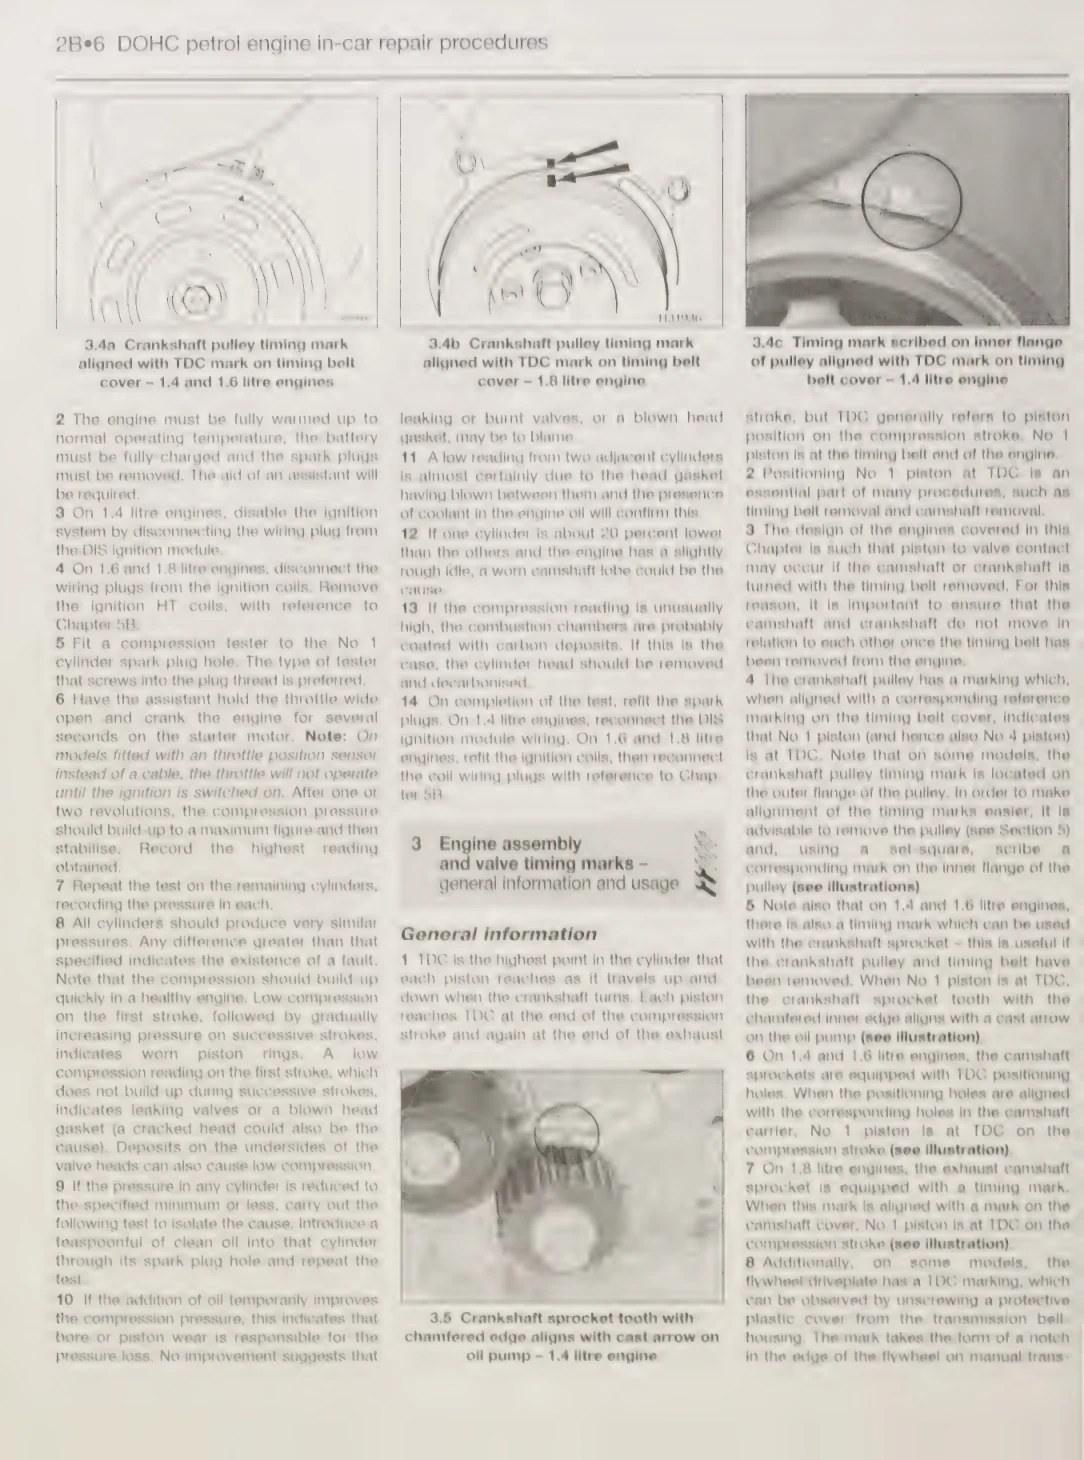 2B•6 DOHC petrol engine in-car repair procedures
3.4a Crankshaft pulley timing mark
aligned with TDC mark on timing belt
cover – 1.4 and 1.6 litre engines
3.4b Crankshaft pulley timing mark
aligned with TDC mark on timing belt
cover – 1.8 litre engine
3.4c Timing mark scribed on inner flange
of pulley aligned with TDC mark on timing
belt cover – 1.4 litre engine
2 The engine must be fully warmed up to
normal operating temperature, the battery
must be fully charged and the spark plugs
must be removed. The aid of an assistant will
be required.
3 On 1.4 litre engines, disable the ignition
system by disconnecting the wiring plug from
the DIS ignition module.
4 On 1.6 and 1.8 litre engines, disconnect the
wiring plugs from the ignition coils. Remove
the ignition HT coils, with reference to
Chapter 5B.
5 Fit a compression tester to the No 1
cylinder spark plug hole. The type of tester
that screws into the plug thread is preferred.
6 Have the assistant hold the throttle wide
open and crank the engine for several
seconds on the starter motor. Note: On
models fitted with an throttle position sensor
instead of a cable, the throttle will not operate
until the ignition is switched on. After one or
two revolutions, the compression pressure
should build-up to a maximum figure and then
stabilise. Record the highest reading
obtained.
7 Repeat the test on the remaining cylinders,
recording the pressure in each.
8 All cylinders should produce very similar
pressures. Any difference greater than that
specified indicates the existence of a fault.
Note that the compression should build up
quickly in a healthy engine. Low compression
on the first stroke, followed by gradually
increasing pressure on successive strokes,
indicates worn piston rings. A low
compression reading on the first stroke, which
does not build up during successive strokes,
indicates leaking valves or a blown head
gasket (a cracked head could also be the
cause). Deposits on the undersides of the
valve heads can also cause low compression.
9 If the pressure in any cylinder is reduced to
the specified minimum or less, carry out the
following test to isolate the cause. Introduce a
teaspoonful of clean oil into that cylinder
through its spark plug hole and repeat the
test.
10 If the addition of oil temporarily improves
the compression pressure, this indicates that
bore or piston wear is responsible for the
pressure loss. No improvement suggests that
leaking or burnt valves, or a blown head
gasket, may be to blame.
11 A low reading from two adjacent cylinders
is almost certainly due to the head gasket
having blown between them and the presence
of coolant in the engine oil will confirm this.
12 If one cylinder is about 20 percent lower
than the others and the engine has a slightly
rough idle, a worn camshaft lobe could be the
cause.
13 If the compression reading is unusually
high, the combustion chambers are probably
coated with carbon deposits. If this is the
case, the cylinder head should be removed
and decarbonised.
14 On completion of the test, refit the spark
plugs. On 1.4 litre engines, reconnect the DIS
ignition module wiring. On 1.6 and 1.8 litre
engines, refit the ignition coils, then reconnect
the coil wiring plugs with reference to Chap-
ter 5B.
3 Engine assembly
and valve timing marks –
general information and usage
General information
1 TDC is the highest point in the cylinder that
each piston reaches as it travels up and
down when the crankshaft turns. Each piston
reaches TDC at the end of the compression
stroke and again at the end of the exhaust
3.5 Crankshaft sprocket tooth with
chamfered edge aligns with cast arrow on
oil pump – 1.4 litre engine
stroke, but TDC generally refers to piston
position on the compression stroke. No 1
piston is at the timing belt end of the engine.
2 Positioning No 1 piston at TDC is an
essential part of many procedures, such as
timing belt removal and camshaft removal.
3 The design of the engines covered in this
Chapter is such that piston to valve contact
may occur if the camshaft or crankshaft is
turned with the timing belt removed. For this
reason, it is important to ensure that the
camshaft and crankshaft do not move in
relation to each other once the timing belt has
been removed from the engine.
4 The crankshaft pulley has a marking which,
when aligned with a corresponding reference
marking on the timing belt cover, indicates
that No 1 piston (and hence also No 4 piston)
is at TDC. Note that on some models, the
crankshaft pulley timing mark is located on
the outer flange of the pulley. In order to make
alignment of the timing marks easier, it is
advisable to remove the pulley (see Section 5)
and, using a set-square, scribe a
corresponding mark on the inner flange of the
pulley (see illustrations).
5 Note also that on 1.4 and 1.6 litre engines,
there is also a timing mark which can be used
with the crankshaft sprocket – this is useful if
the crankshaft pulley and timing belt have
been removed. When No 1 piston is at TDC,
the crankshaft sprocket tooth with the
chamfered inner edge aligns with a cast arrow
on the oil pump (see illustration).
6 On 1.4 and 1.6 litre engines, the camshaft
sprockets are equipped with TDC positioning
holes. When the positioning holes are aligned
with the corresponding holes in the camshaft
carrier, No 1 piston is at TDC on the
compression stroke (see illustration).
7 On 1.8 litre engines, the exhaust camshaft
sprocket is equipped with a timing mark.
When this mark is aligned with a mark on the
camshaft cover, No 1 piston is at TDC on the
compression stroke (see illustration).
8 Additionally, on some models, the
flywheel/driveplate has a TDC marking, which
can be observed by unscrewing a protective
plastic cover from the transmission bell-
housing. The mark takes the form of a notch
in the edge of the flywheel on manual trans-